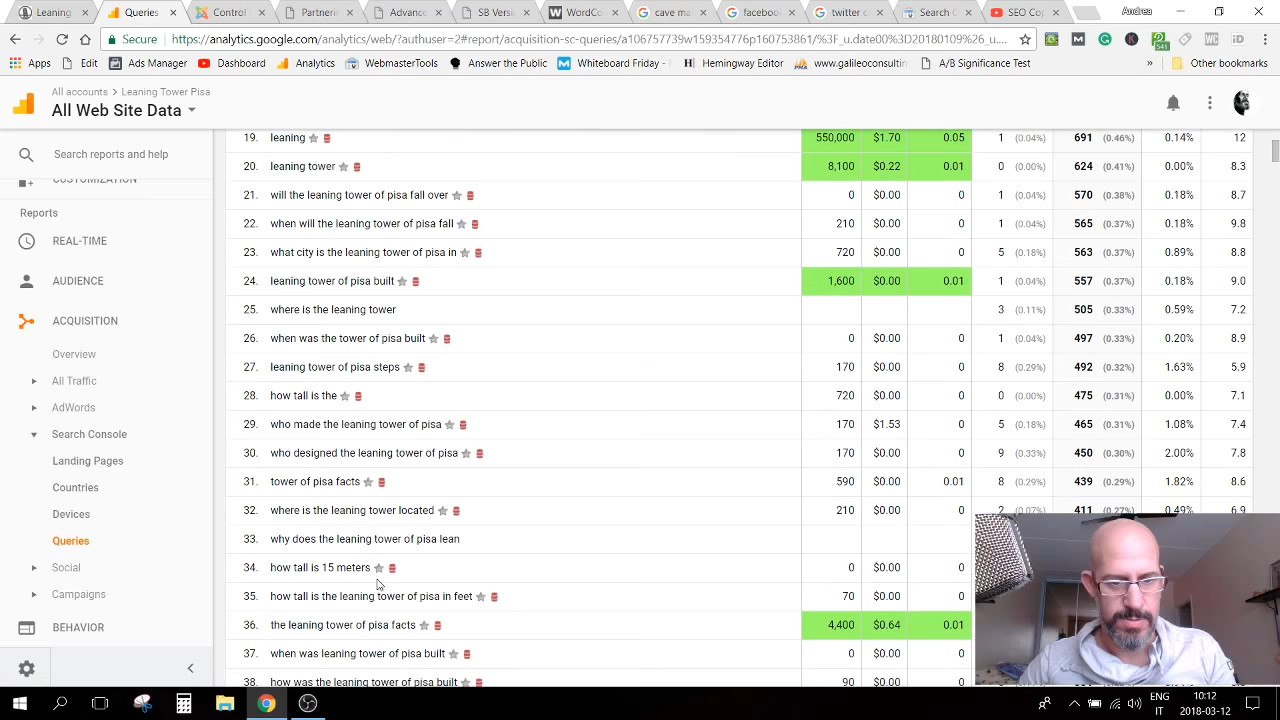 Leaning
Queries
Control
Partnerin
Advance
SB Verse
WordCo
cave ma
facebook
twitter c
Search C
SEO Cop
Andrea
Secure
https://analytics.google.com/analytics/web/?authuser=2#report/acquisition-sc-queries/a106757739w159354776p160753861/%3F_u.date00%3D20180109%26_u...
Apps
Edit
Ads Manager
Dashboard
Analytics
WebmasterTools
Answer the Public
Whiteboard Friday -
Hemingway Editor
www.galileoconsultin
A/B Significance Test
»
Other bookmarks
All accounts > Leaning Tower Pisa
All Web Site Data
Search reports and help
CUSTOMIZATION
Reports
REAL-TIME
AUDIENCE
ACQUISITION
Overview
All Traffic
AdWords
Search Console
Landing Pages
Countries
Devices
Queries
Social
Campaigns
BEHAVIOR
19. leaning 550,000 $1.70 0.05 1 (0.04%) 691 (0.46%) 0.14% 12
20. leaning tower 8,100 $0.22 0.01 0 (0.00%) 624 (0.41%) 0.00% 8.3
21. will the leaning tower of pisa fall over 0 $0.00 0 1 (0.04%) 570 (0.38%) 0.18% 8.7
22. when will the leaning tower of pisa fall 210 $0.00 0 1 (0.04%) 565 (0.37%) 0.18% 9.8
23. what city is the leaning tower of pisa in 720 $0.00 0 5 (0.18%) 563 (0.37%) 0.89% 8.8
24. leaning tower of pisa built 1,600 $0.00 0.01 1 (0.04%) 557 (0.37%) 0.18% 9.0
25. where is the leaning tower 3 (0.11%) 505 (0.33%) 0.59% 7.2
26. when was the tower of pisa built 0 $0.00 0 1 (0.04%) 497 (0.33%) 0.20% 8.9
27. leaning tower of pisa steps 170 $0.00 0 8 (0.29%) 492 (0.32%) 1.63% 5.9
28. how tall is the 720 $0.00 0 0 (0.00%) 475 (0.31%) 0.00% 7.1
29. who made the leaning tower of pisa 170 $1.53 0 5 (0.18%) 465 (0.31%) 1.08% 7.4
30. who designed the leaning tower of pisa 170 $0.00 0 9 (0.33%) 450 (0.30%) 2.00% 7.8
31. tower of pisa facts 590 $0.00 0.01 8 (0.29%) 439 (0.29%) 1.82% 8.6
32. where is the leaning tower located 210 $0.00 0 2 (0.07%) 411 (0.27%) 0.49% 6.9
33. why does the leaning tower of pisa lean
34. how tall is 15 meters 0 $0.00 0
35. how tall is the leaning tower of pisa in feet 70 $0.00 0
36. the leaning tower of pisa facts 4,400 $0.64 0.01
37. when was leaning tower of pisa built 0 $0.00 0
38. how was the leaning tower of pisa built 90 $0.00 0
ENG
IT
10:12
2018-03-12